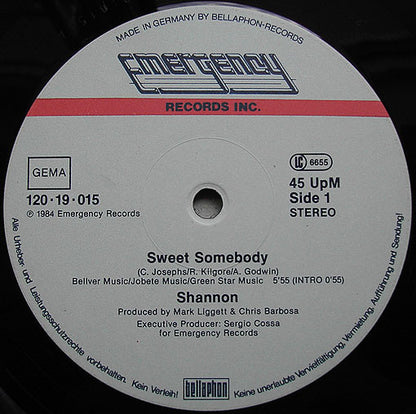 MADE IN GERMANY BY BELLAPHON-RECORDS
Emergency
RECORDS INC.
GEMA
LC 6655
120·19·015
℗ 1984 Emergency Records
45 UpM
Side 1
STEREO
Sweet Somebody
(C. Josephs/R. Kilgore/A. Godwin)
Beliver Music/Jobete Music/Green Star Music 5'55 (INTRO 0'55)
Shannon
Produced by Mark Liggett & Chris Barbosa
Executive Producer: Sergio Cossa
for Emergency Records
bellaphon
Alle Urheber und Leistungsschutzrechte vorbehalten. Kein Verleih! Keine unerlaubte Vervielfältigung, Vermietung, Aufführung und Sendung!